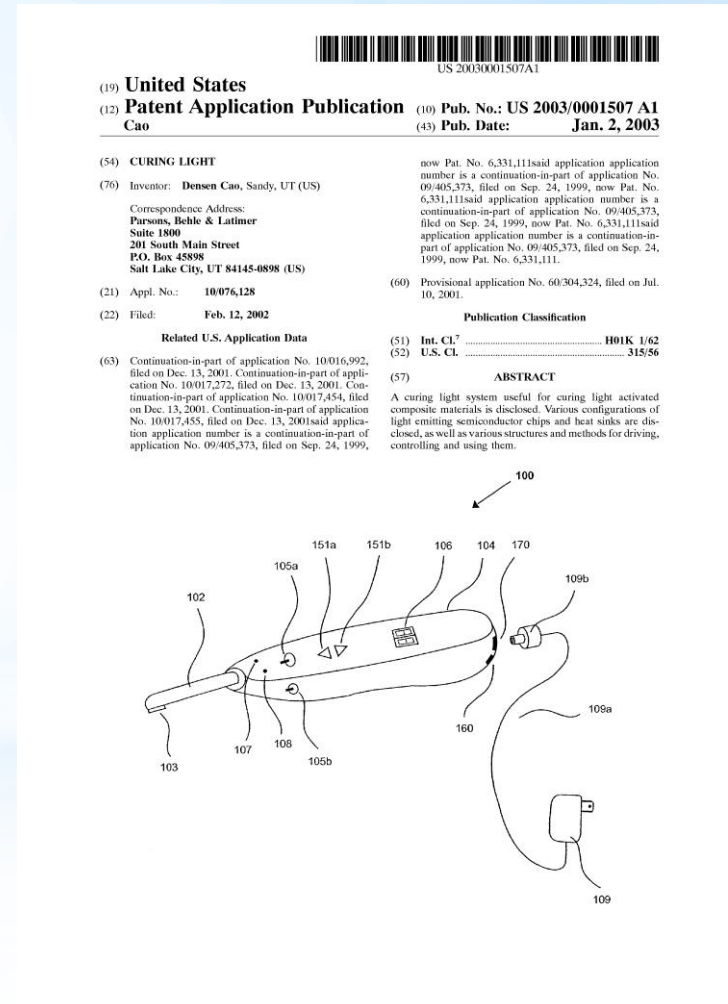 US 20030001507A1
(19) United States
(12) Patent Application Publication
Cao
(10) Pub. No.: US 2003/0001507 A1
(43) Pub. Date: Jan. 2, 2003
(54) CURING LIGHT
(76) Inventor: Densen Cao, Sandy, UT (US)
Correspondence Address:
Parsons, Behle & Latimer
Suite 1800
201 South Main Street
P.O. Box 45898
Salt Lake City, UT 84145-0898 (US)
(21) Appl. No.: 10/076,128
(22) Filed: Feb. 12, 2002
Related U.S. Application Data
(63) Continuation-in-part of application No. 10/016,992,
filed on Dec. 13, 2001. Continuation-in-part of appli-
cation No. 10/017,272, filed on Dec. 13, 2001. Con-
tinuation-in-part of application No. 10/017,454, filed
on Dec. 13, 2001. Continuation-in-part of application
No. 10/017,455, filed on Dec. 13, 2001said applica-
tion application number is a continuation-in-part of
application No. 09/405,373, filed on Sep. 24, 1999,
now Pat. No. 6,331,111said application application
number is a continuation-in-part of application No.
09/405,373, filed on Sep. 24, 1999, now Pat. No.
6,331,111said application application number is a
continuation-in-part of application No. 09/405,373,
filed on Sep. 24, 1999, now Pat. No. 6,331,111said
application application number is a continuation-in-
part of application No. 09/405,373, filed on Sep. 24,
1999, now Pat. No. 6,331,111.
(60) Provisional application No. 60/304,324, filed on Jul.
10, 2001.
Publication Classification
(51) Int. Cl.7 ........................................ H01K 1/62
(52) U.S. Cl. ........................................ 315/56
(57) ABSTRACT
A curing light system useful for curing light activated
composite materials is disclosed. Various configurations of
light emitting semiconductor chips and heat sinks are dis-
closed, as well as various structures and methods for driving,
controlling and using them.
100
151a 151b 106 104 170
105a
109b
102
109a
160
107 108
105b
103
109